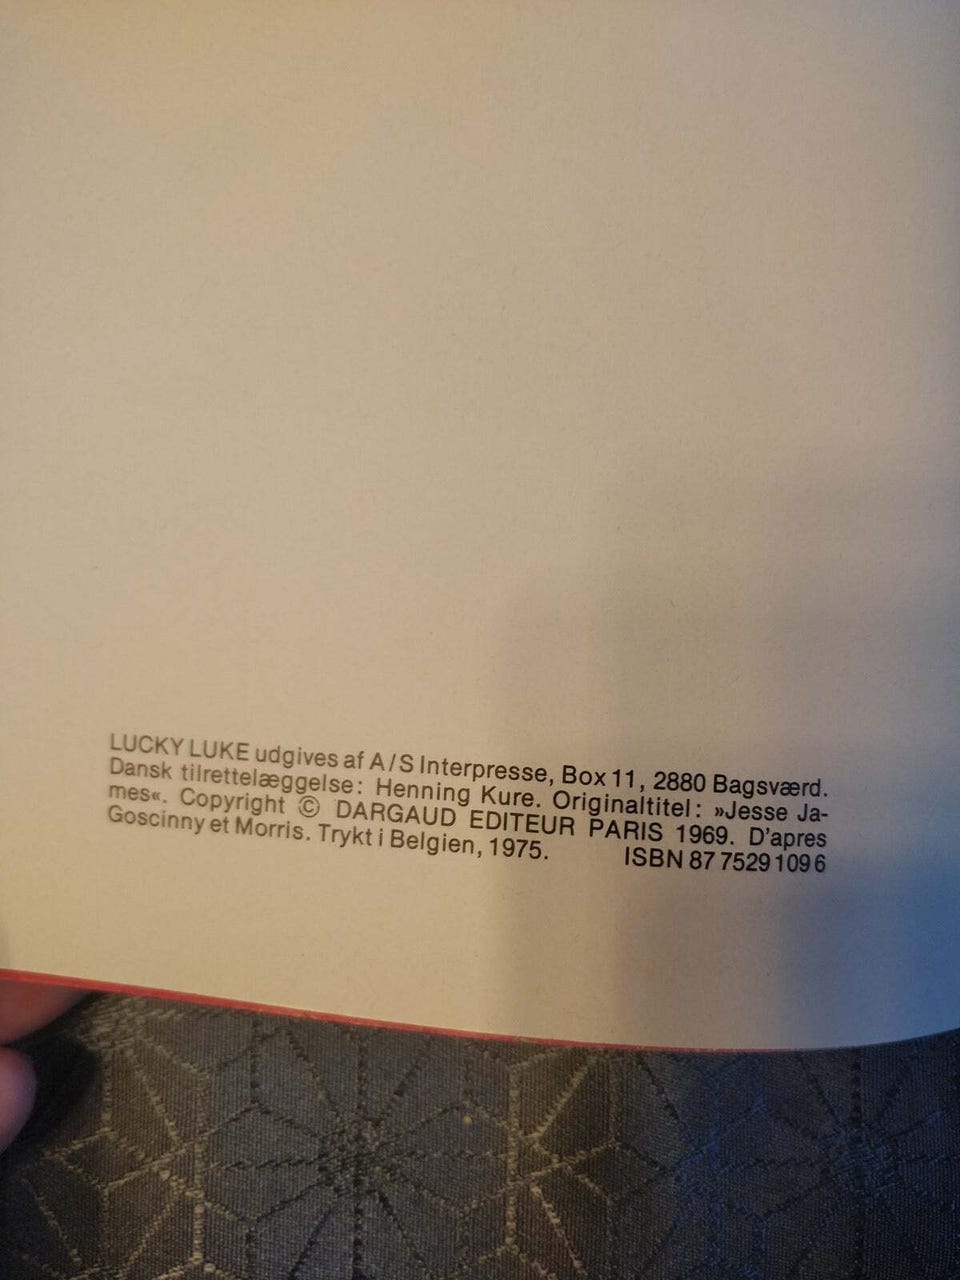 LUCKY LUKE udgives af A/S Interpresse, Box 11, 2880 Bagsværd.
Dansk tilrettelæggelse: Henning Kure. Originaltitel: »Jesse Ja-
mes«. Copyright © DARGAUD EDITEUR PARIS 1969. D'apres
Goscinny et Morris. Trykt i Belgien, 1975. ISBN 87 7529 109 6